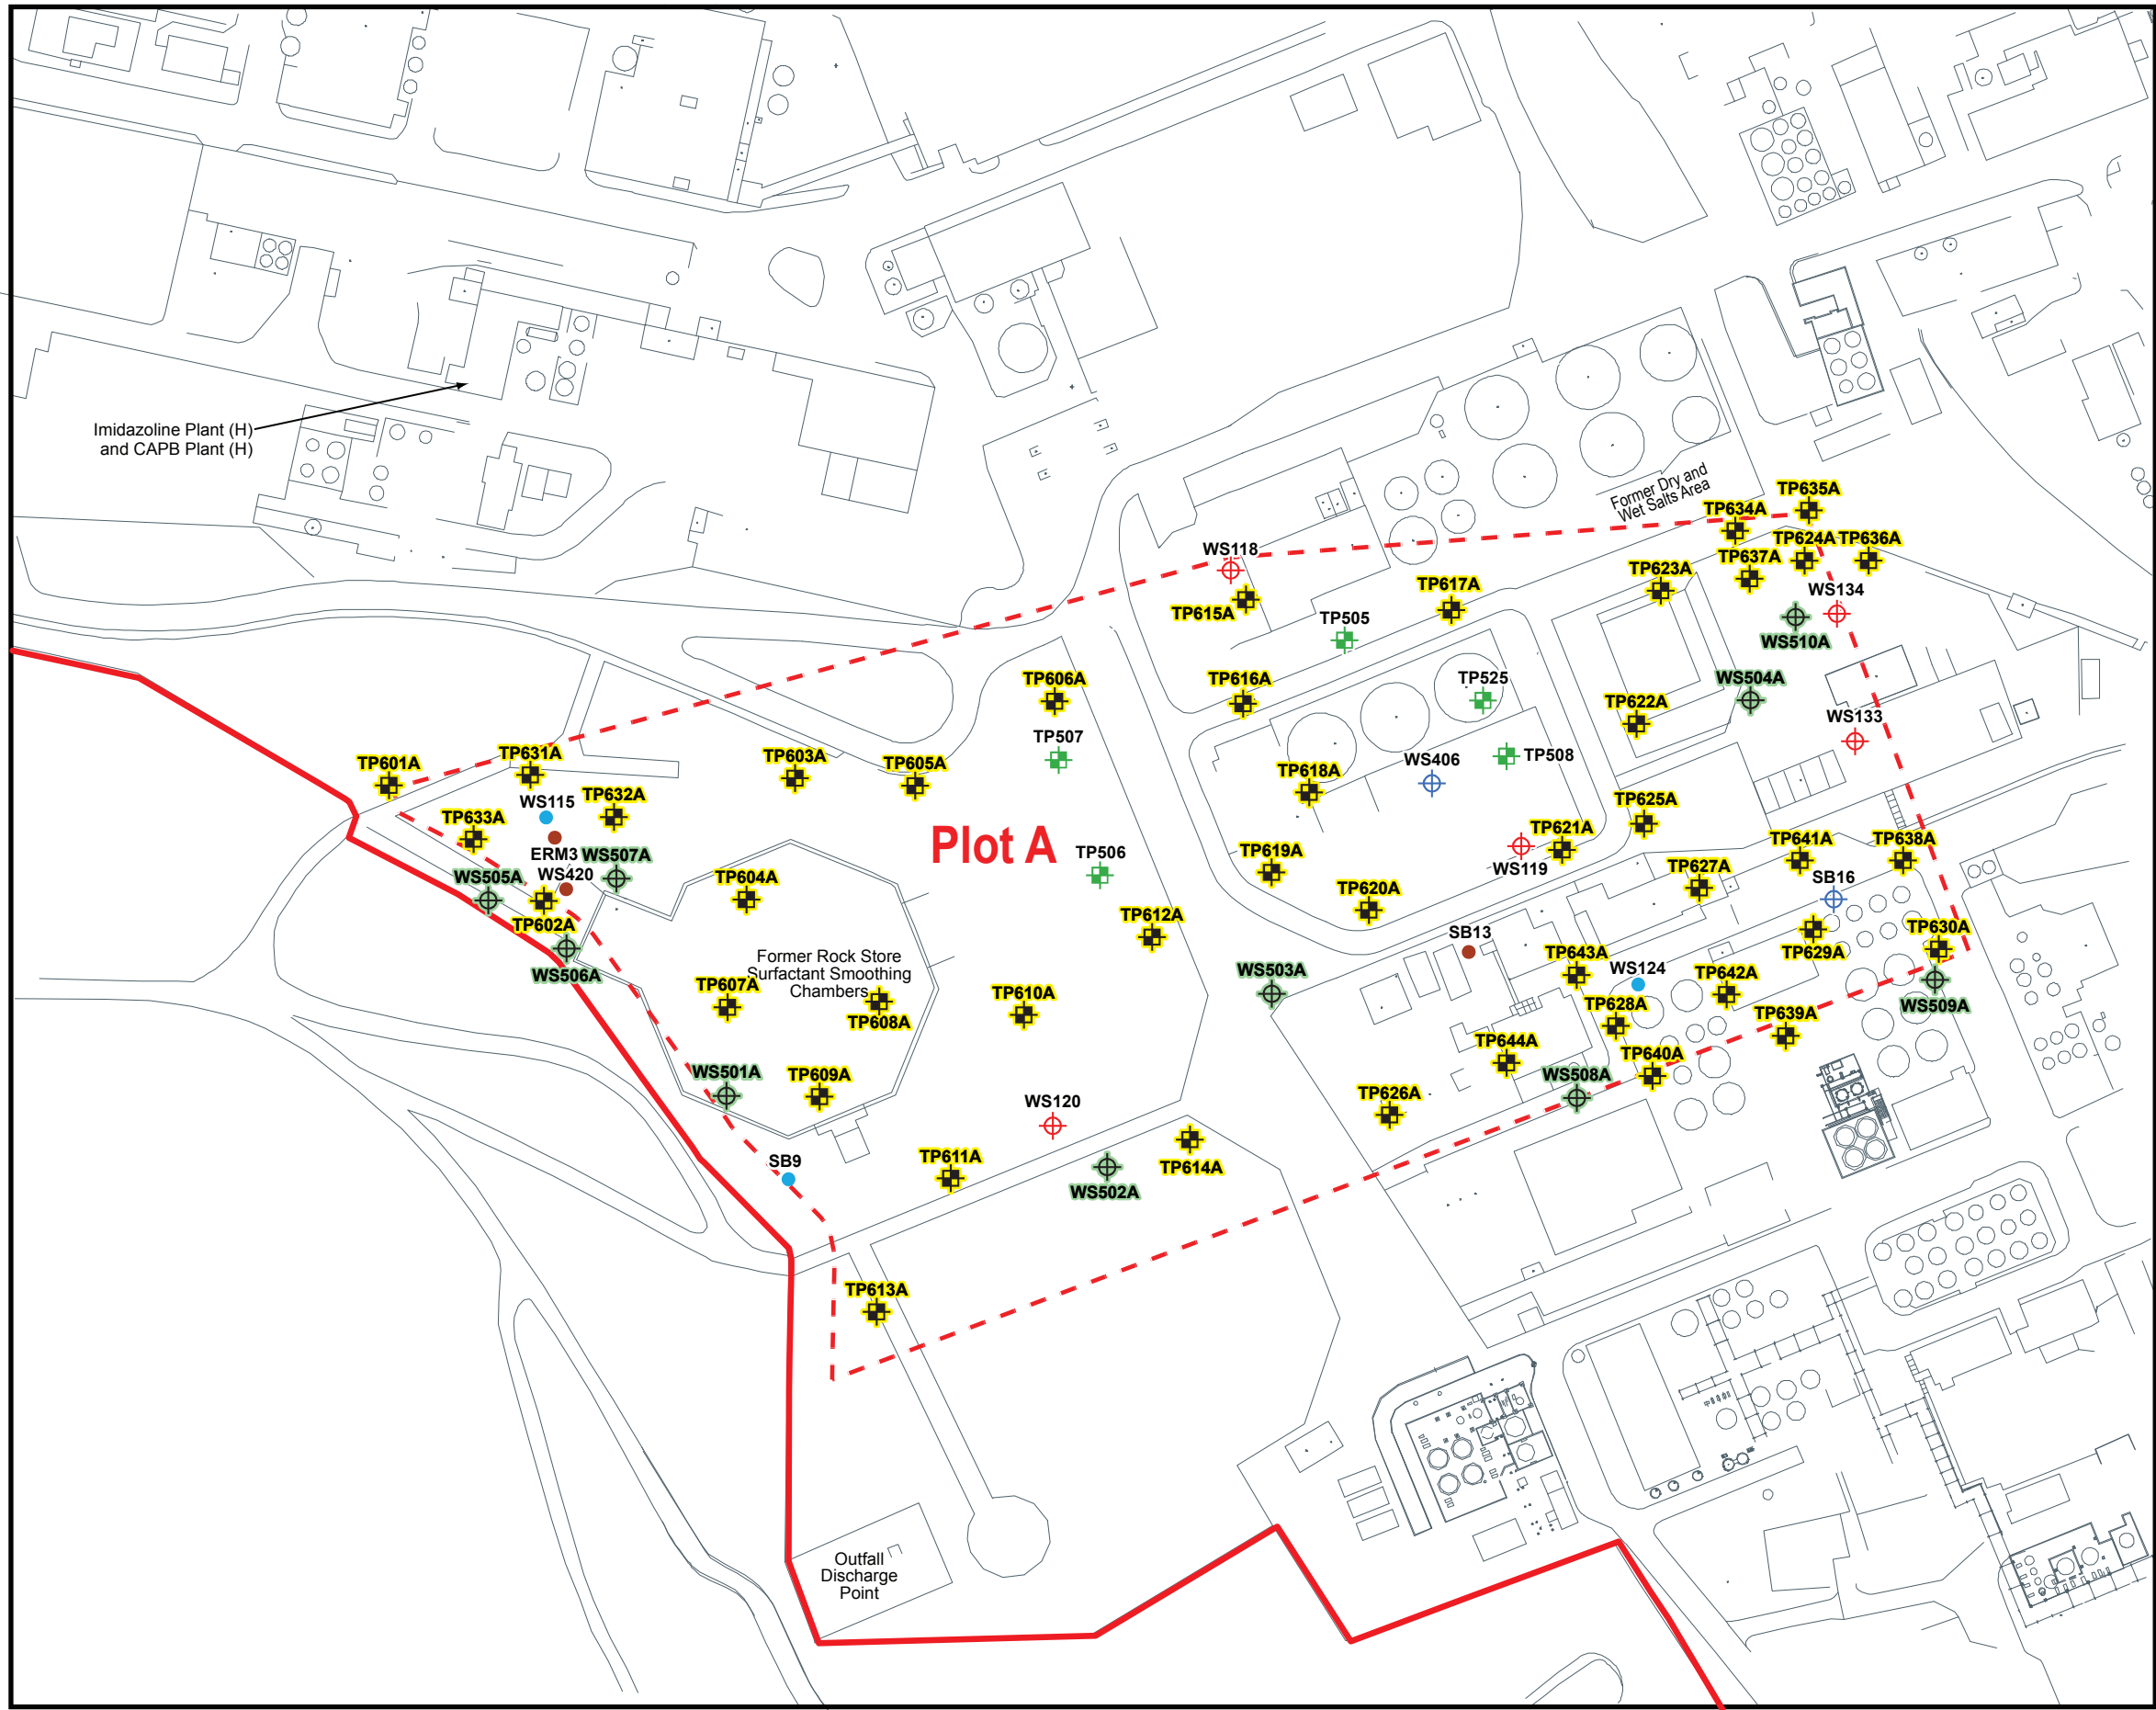 Imidazoline Plant (H)
and CAPB Plant (H)
Former Dry and
Wet Salts Area
TP635A
TP634A
WS118
TP624A
TP636A
TP637A
TP623A
TP617A
TP615A
WS134
TP505
WS510A
TP606A
TP616A
TP525
WS504A
TP622A
WS133
TP507
TP601A
TP631A
TP603A
TP605A
TP618A
WS406
TP508
WS115
TP632A
TP633A
TP625A
Plot A
ERM3
WS507A
TP506
TP619A
TP621A
WS119
TP641A
TP638A
WS505A
WS420
TP604A
TP620A
TP627A
SB16
TP602A
TP612A
SB13
TP630A
TP629A
Former Rock Store
Surfactant Smoothing
Chambers
WS506A
TP607A
TP608A
TP610A
WS503A
TP643A
WS124
TP642A
WS509A
TP628A
TP639A
TP644A
TP640A
WS501A
TP609A
WS508A
TP626A
WS120
SB9
TP611A
TP614A
WS502A
TP613A
Outfall
Discharge
Point